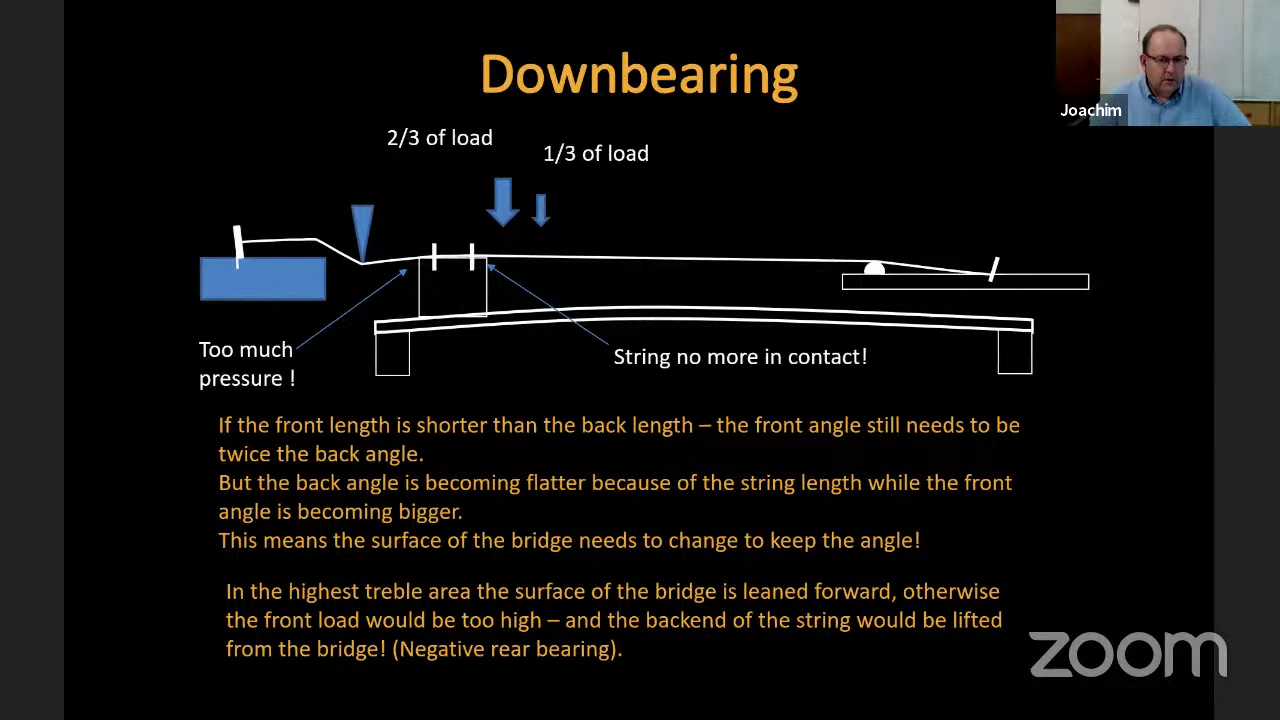 Downbearing
Joachim
2/3 of load
1/3 of load
Too much
pressure !
String no more in contact!
If the front length is shorter than the back length – the front angle still needs to be
twice the back angle.
But the back angle is becoming flatter because of the string length while the front
angle is becoming bigger.
This means the surface of the bridge needs to change to keep the angle!
In the highest treble area the surface of the bridge is leaned forward, otherwise
the front load would be too high – and the backend of the string would be lifted
from the bridge! (Negative rear bearing).
zoom